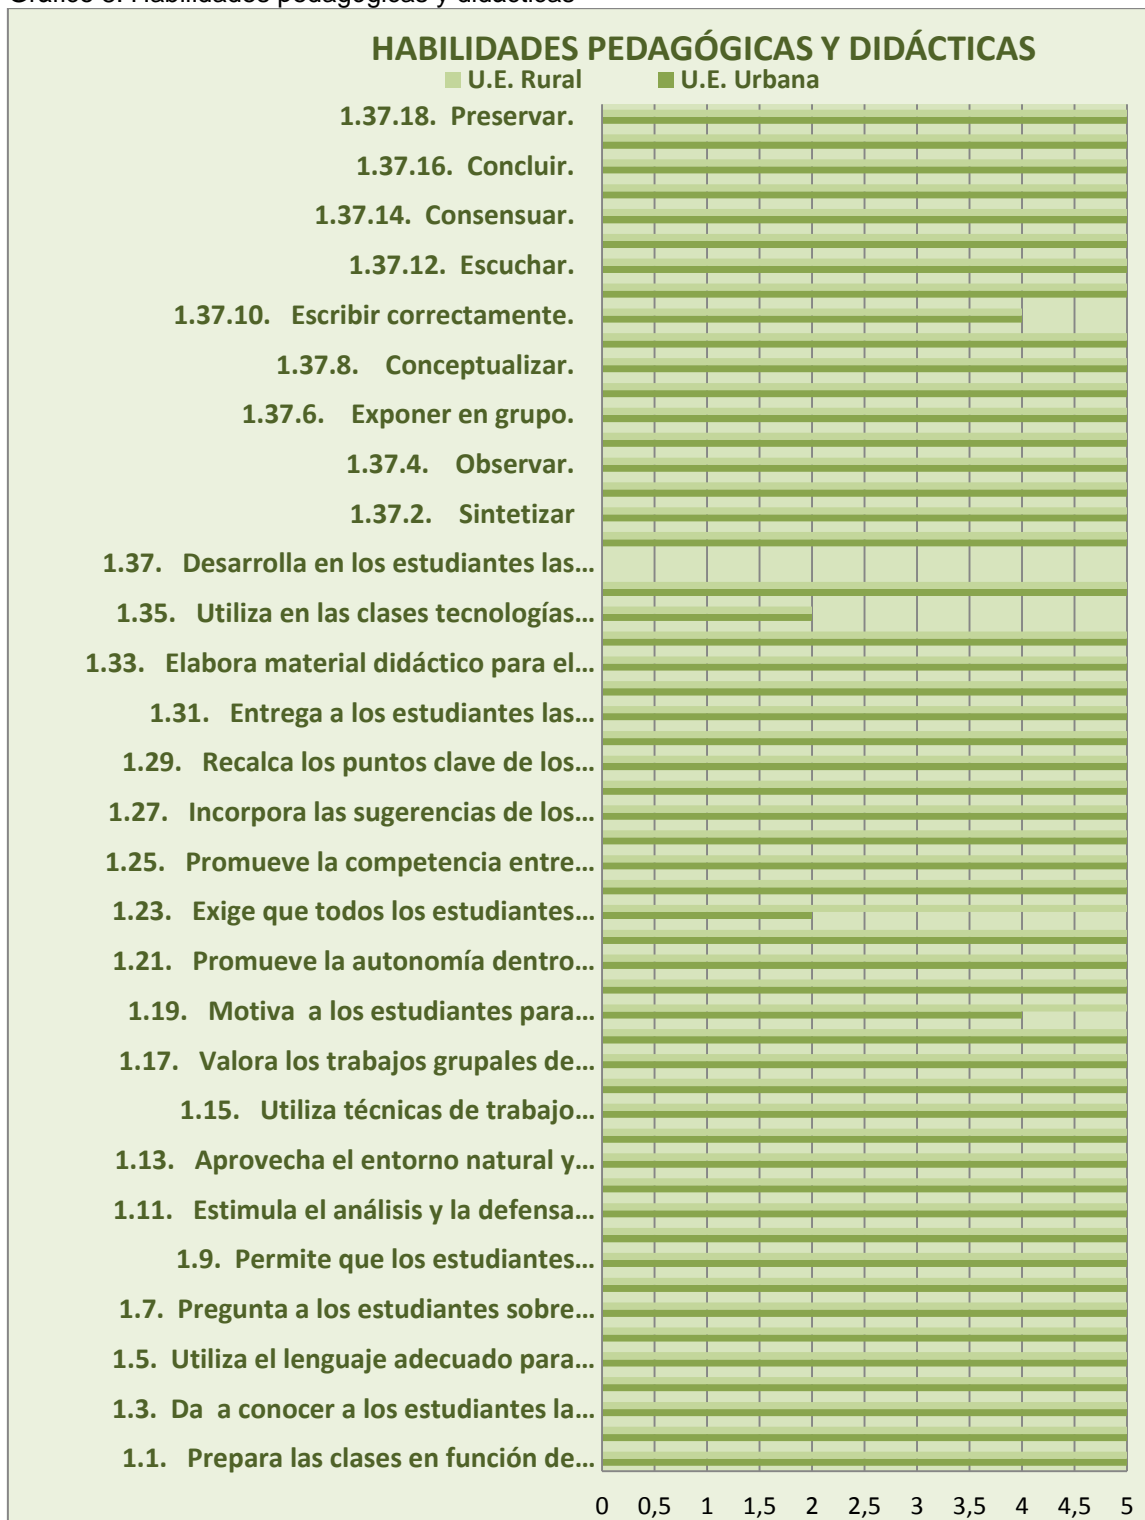 HABILIDADES PEDAGÓGICAS Y DIDÁCTICAS
U.E. Rural U.E. Urbana
1.37.18. Preservar.
1.37.16. Concluir.
1.37.14. Consensuar.
1.37.12. Escuchar.
1.37.10. Escribir correctamente.
1.37.8. Conceptualizar.
1.37.6. Exponer en grupo.
1.37.4. Observar.
1.37.2. Sintetizar
1.37. Desarrolla en los estudiantes las…
1.35. Utiliza en las clases tecnologías…
1.33. Elabora material didáctico para el…
1.31. Entrega a los estudiantes las…
1.29. Recalca los puntos clave de los…
1.27. Incorpora las sugerencias de los…
1.25. Promueve la competencia entre…
1.23. Exige que todos los estudiantes…
1.21. Promueve la autonomía dentro…
1.19. Motiva a los estudiantes para…
1.17. Valora los trabajos grupales de…
1.15. Utiliza técnicas de trabajo…
1.13. Aprovecha el entorno natural y…
1.11. Estimula el análisis y la defensa…
1.9. Permite que los estudiantes…
1.7. Pregunta a los estudiantes sobre…
1.5. Utiliza el lenguaje adecuado para…
1.3. Da a conocer a los estudiantes la…
1.1. Prepara las clases en función de…
0 0,5 1 1,5 2 2,5 3 3,5 4 4,5 5